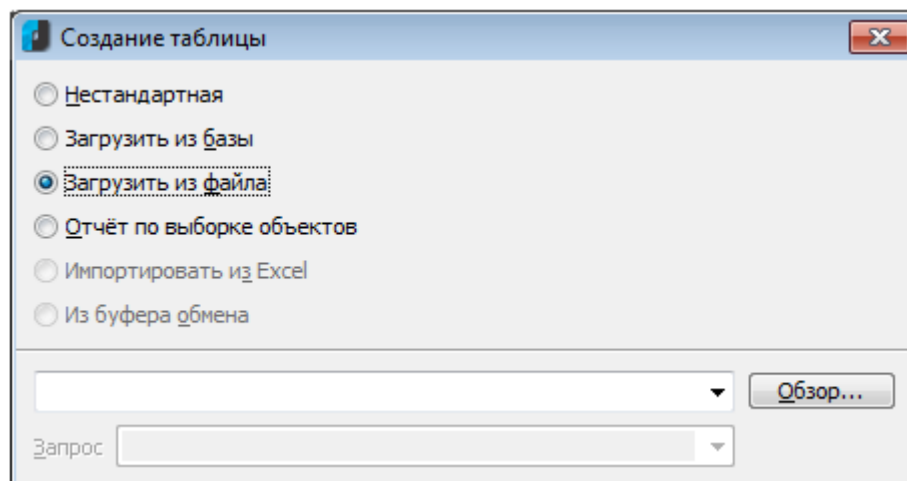 Создание таблицы
Нестандартная
Загрузить из базы
Загрузить из файла
Отчёт по выборке объектов
Импортировать из Excel
Из буфера обмена
Обзор...
Запрос